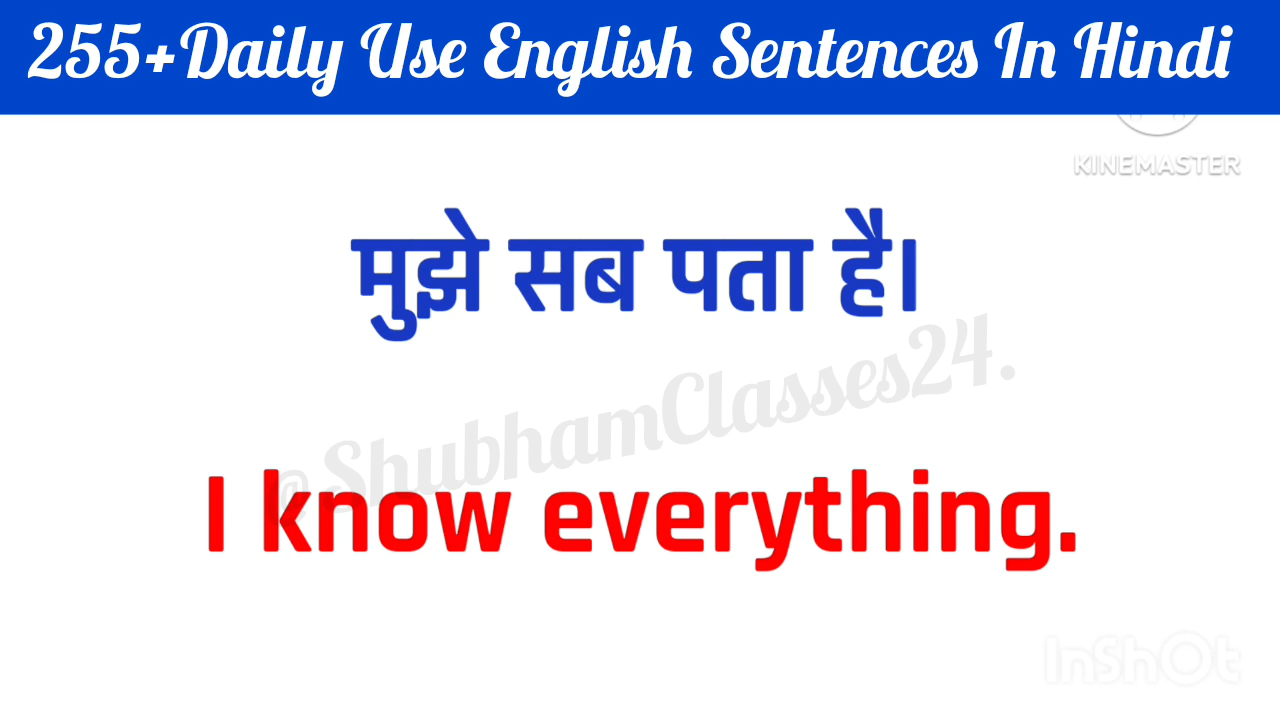 255+Daily Use English Sentences In Hindi
KINEMASTER
मुझे सब पता है।
@ShubhamClasses24.
I know everything.
InShOt